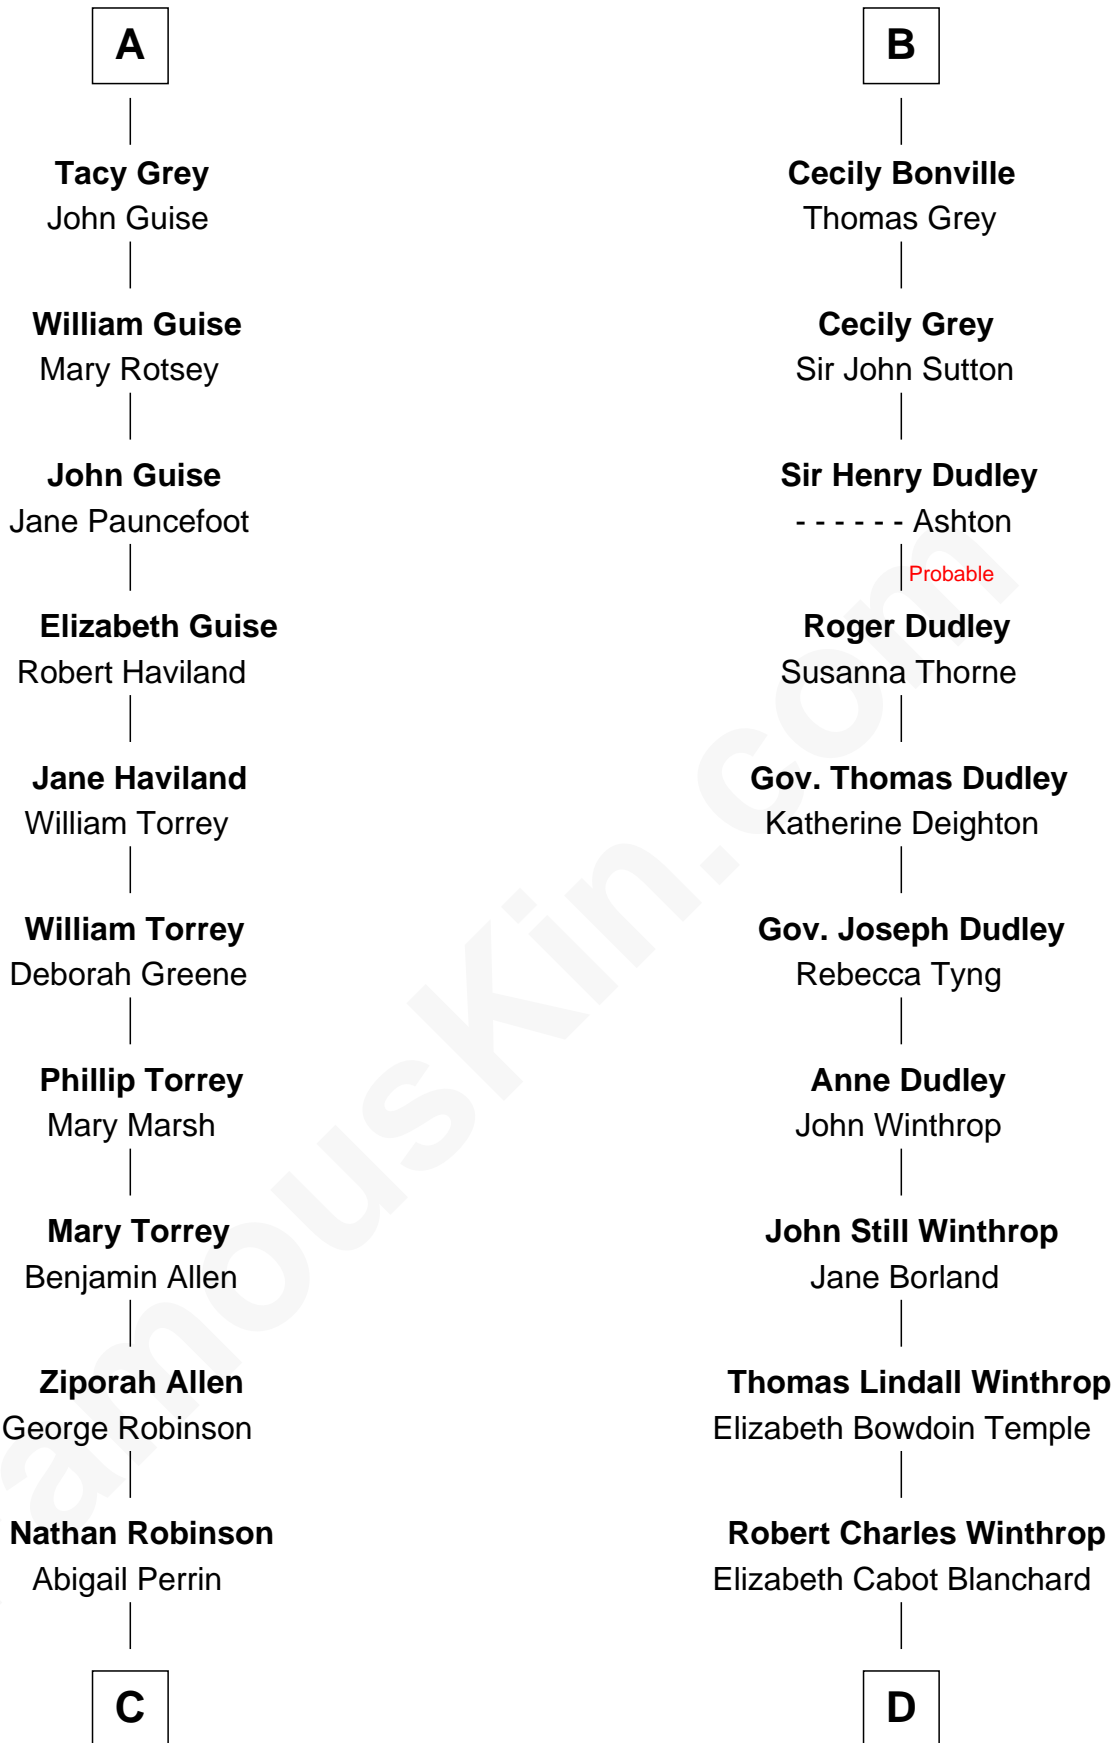 A
Tacy Grey
John Guise
William Guise
Mary Rotsey
John Guise
Jane Pauncefoot
Elizabeth Guise
Robert Haviland
Jane Haviland
William Torrey
William Torrey
Deborah Greene
Phillip Torrey
Mary Marsh
Mary Torrey
Benjamin Allen
Ziporah Allen
George Robinson
Nathan Robinson
Abigail Perrin
C
B
Cecily Bonville
Thomas Grey
Cecily Grey
Sir John Sutton
Sir Henry Dudley
- - - - - - Ashton
Probable
Roger Dudley
Susanna Thorne
Gov. Thomas Dudley
Katherine Deighton
Gov. Joseph Dudley
Rebecca Tyng
Anne Dudley
John Winthrop
John Still Winthrop
Jane Borland
Thomas Lindall Winthrop
Elizabeth Bowdoin Temple
Robert Charles Winthrop
Elizabeth Cabot Blanchard
D
amousKin.com